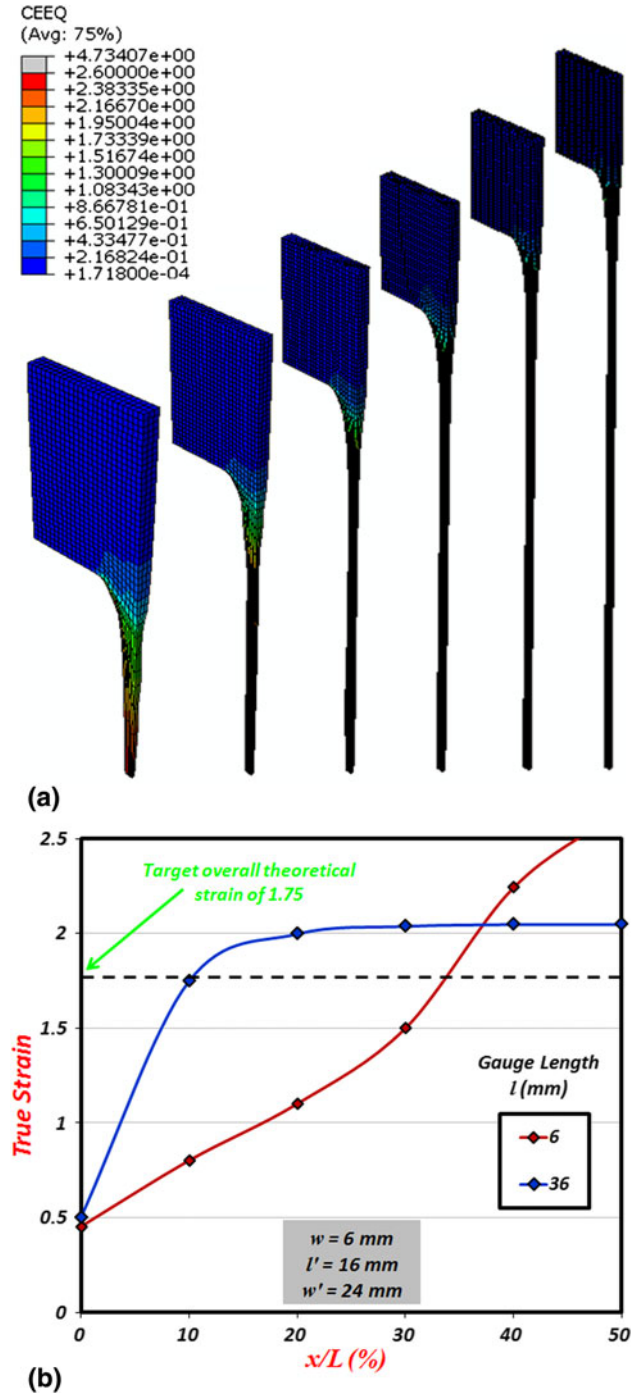 CEEQ
(Avg: 75%)
+4.73407e+00
+2.60000e+00
+2.38335e+00
+2.16670e+00
+1.95004e+00
+1.73339e+00
+1.51674e+00
+1.30009e+00
+1.08343e+00
+8.66781e-01
+6.50129e-01
+4.33477e-01
+2.16824e-01
+1.71800e-04
(a)
2.5
2
1.5
1
0.5
0
True Strain
Target overall theoretical
strain of 1.75
Gauge Length
l (mm)
6
36
w = 6 mm
l' = 16 mm
w' = 24 mm
0 10 20 30 40 50
x/L (%)
(b)